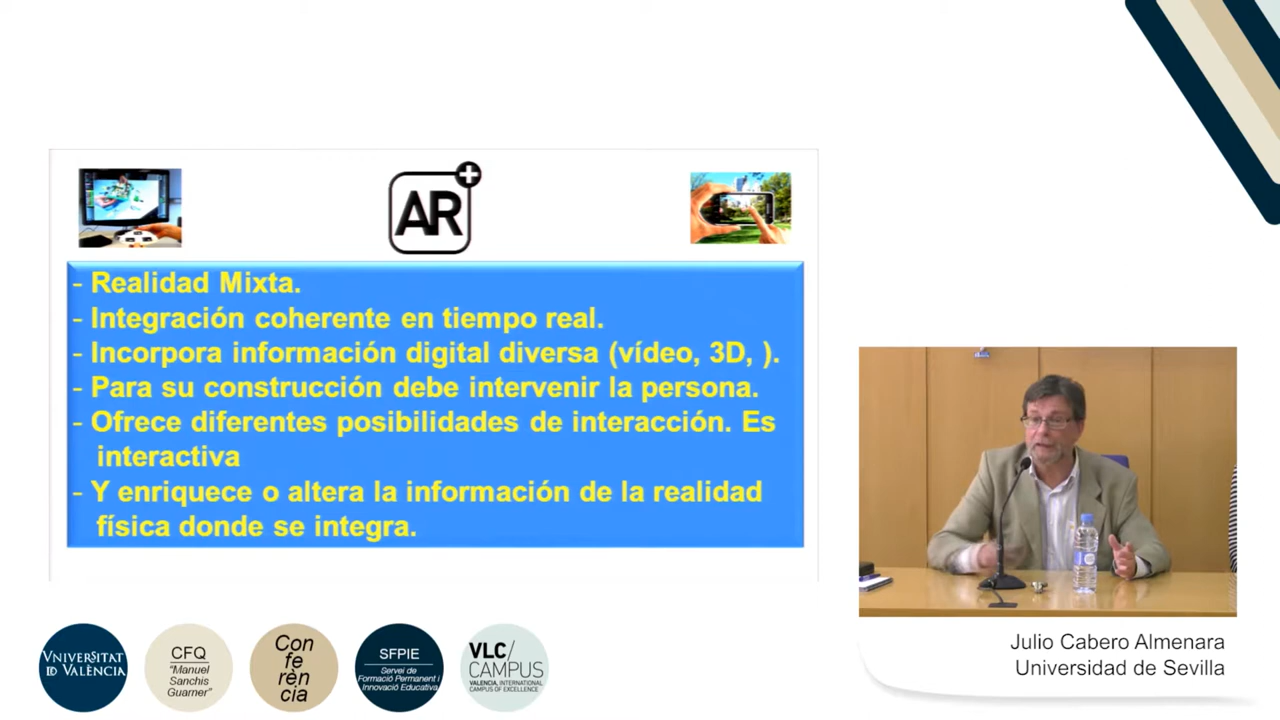 AR+
- Realidad Mixta.
- Integración coherente en tiempo real.
- Incorpora información digital diversa (vídeo, 3D, ).
- Para su construcción debe intervenir la persona.
- Ofrece diferentes posibilidades de interacción. Es
interactiva
- Y enriquece o altera la información de la realidad
física donde se integra.
Julio Cabero Almenara
Universidad de Sevilla
VNIVERSITAT
D VALÈNCIA
CFQ
"Manuel
Sanchis
Guarner"
Con
fe
rèn
cia
SFPIE
Servei de
Formació Permanent i
Innovació Educativa
VLC/
CAMPUS
VALENCIA, INTERNATIONAL
CAMPUS OF EXCELLENCE